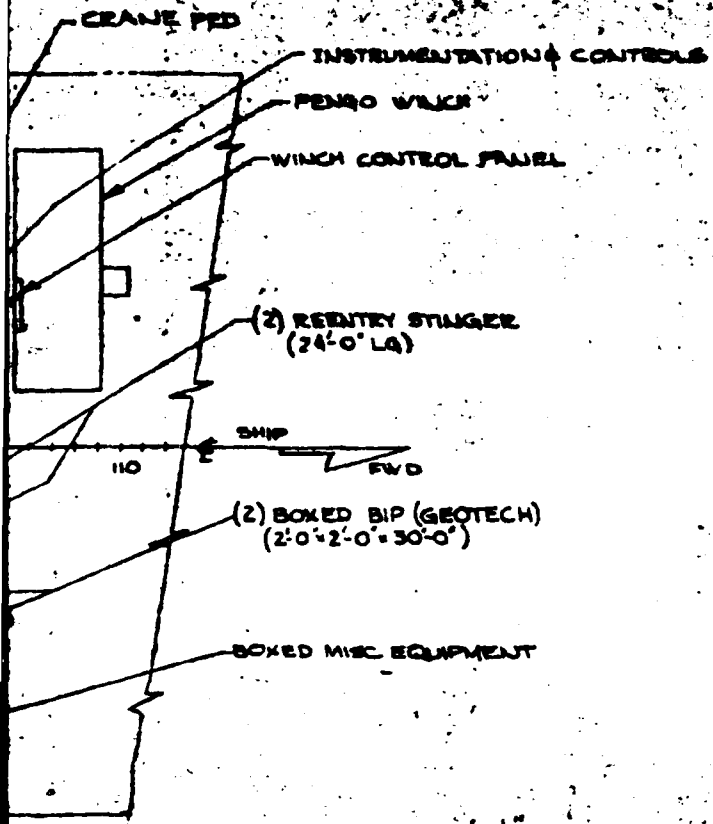 CRANE PED
INSTRUMENTATION & CONTROLS
PENGO WINCH
WINCH CONTROL PANEL
(2) REENTRY STINGER
(24'-0" LG)
SHIP
110
FWD
(2) BOXED BIP (GEOTECH)
(2'-0" x 2'-0" x 30'-0")
BOXED MISC EQUIPMENT